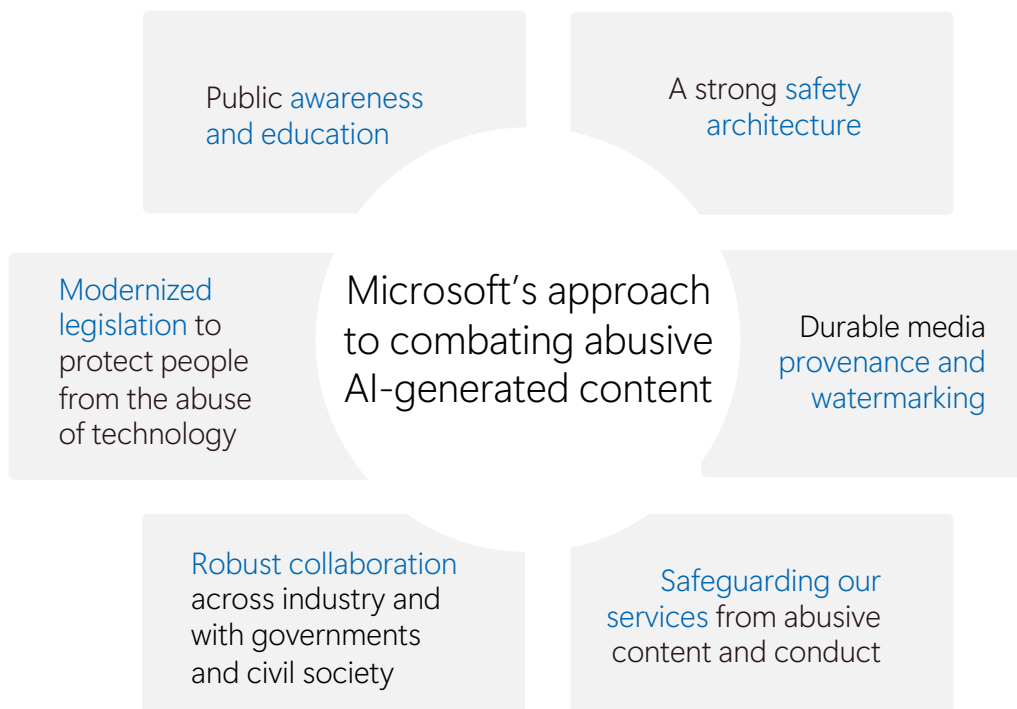 Public awareness
and education
A strong safety
architecture
Modernized
legislation to
protect people
from the abuse
of technology
Microsoft’s approach
to combating abusive
AI-generated content
Durable media
provenance and
watermarking
Robust collaboration
across industry and
with governments
and civil society
Safeguarding our
services from abusive
content and conduct